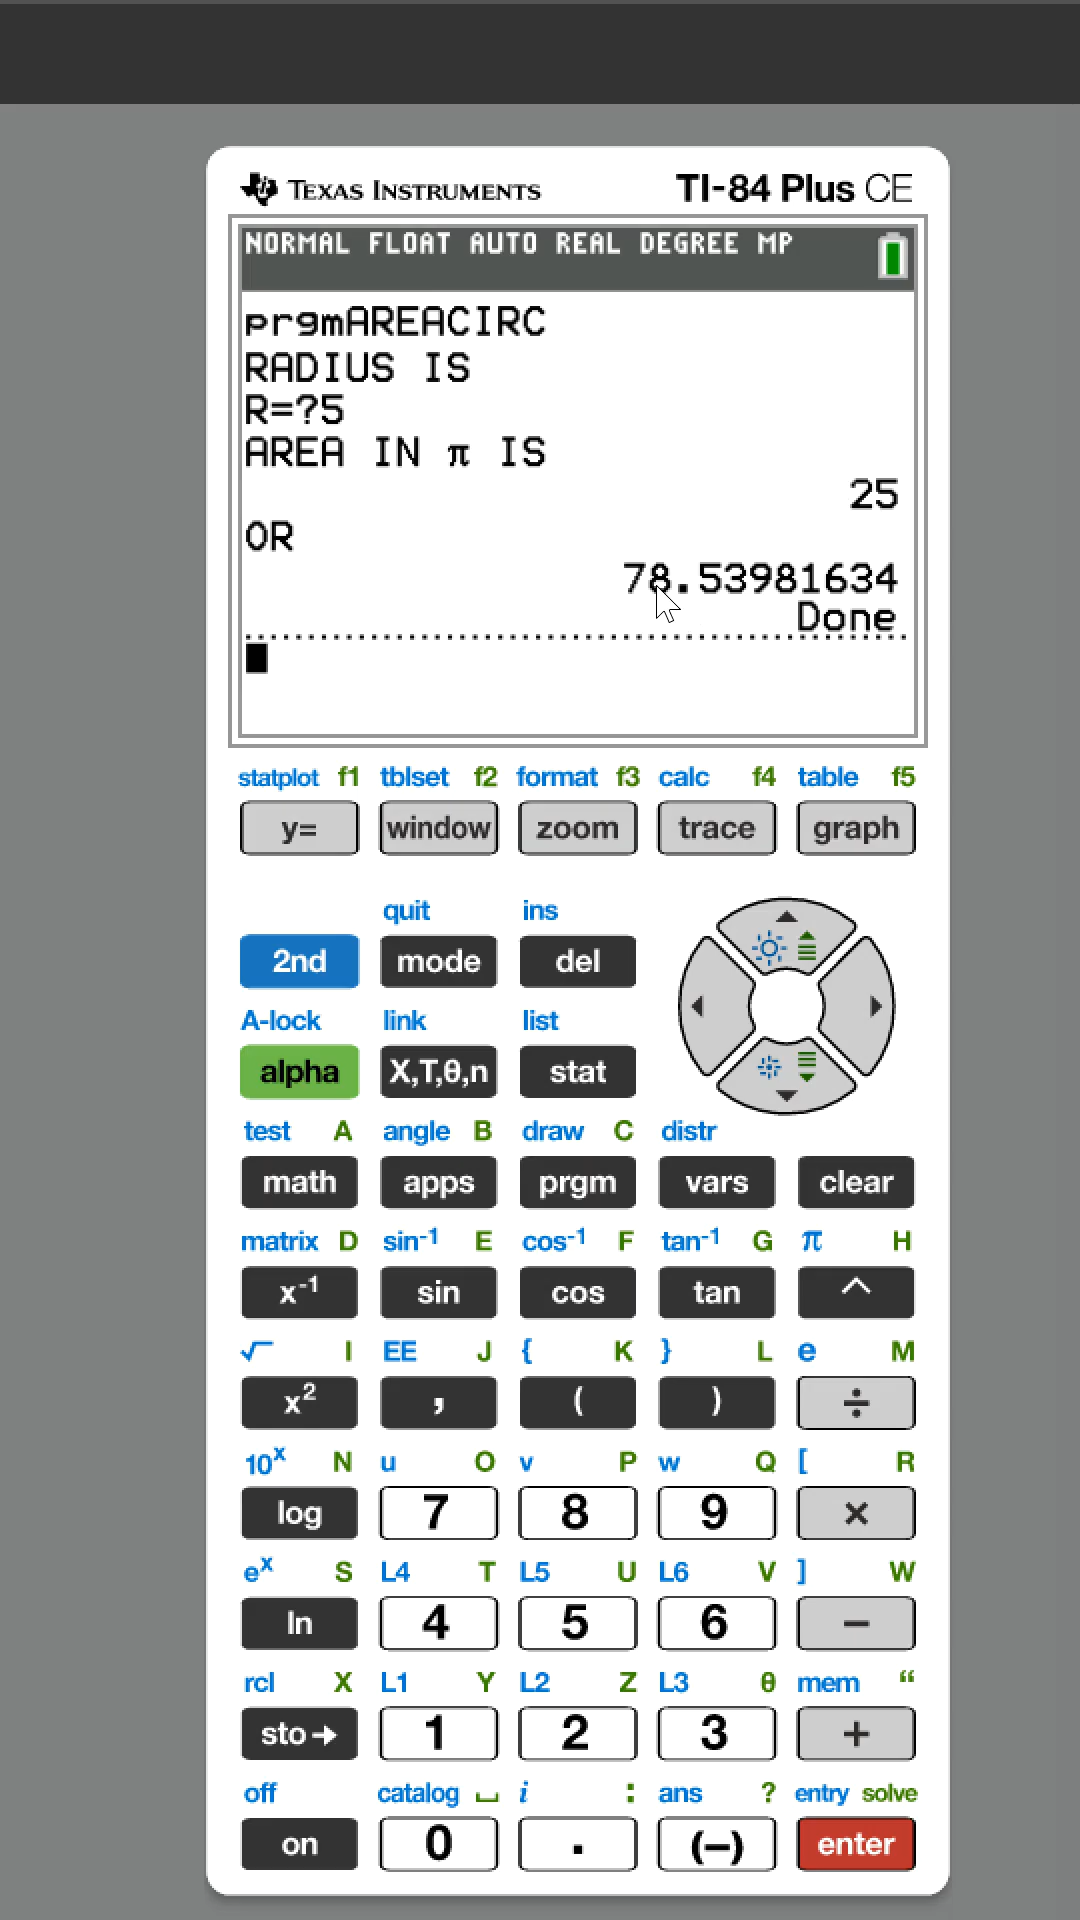 TEXAS INSTRUMENTS TI-84 Plus CE
NORMAL FLOAT AUTO REAL DEGREE MP
prgmAREACIRC
RADIUS IS
R=?5
AREA IN π IS
25
OR
78.53981634
Done
statplot f1 tblset f2 format f3 calc f4 table f5
y= window zoom trace graph
quit ins
2nd mode del
A-lock link list
alpha X,T,θ,n stat
test A angle B draw C distr
math apps prgm vars clear
matrix D sin⁻¹ E cos⁻¹ F tan⁻¹ G π H
x⁻¹ sin cos tan ^
√ I EE J { K } L e M
x² , ( ) ÷
10ˣ N u O v P w Q [ R
log 7 8 9 ×
eˣ S L4 T L5 U L6 V ] W
ln 4 5 6 −
rcl X L1 Y L2 Z L3 θ mem “
sto→ 1 2 3 +
off catalog ⎵ i : ans ? entry solve
on 0 . (−) enter